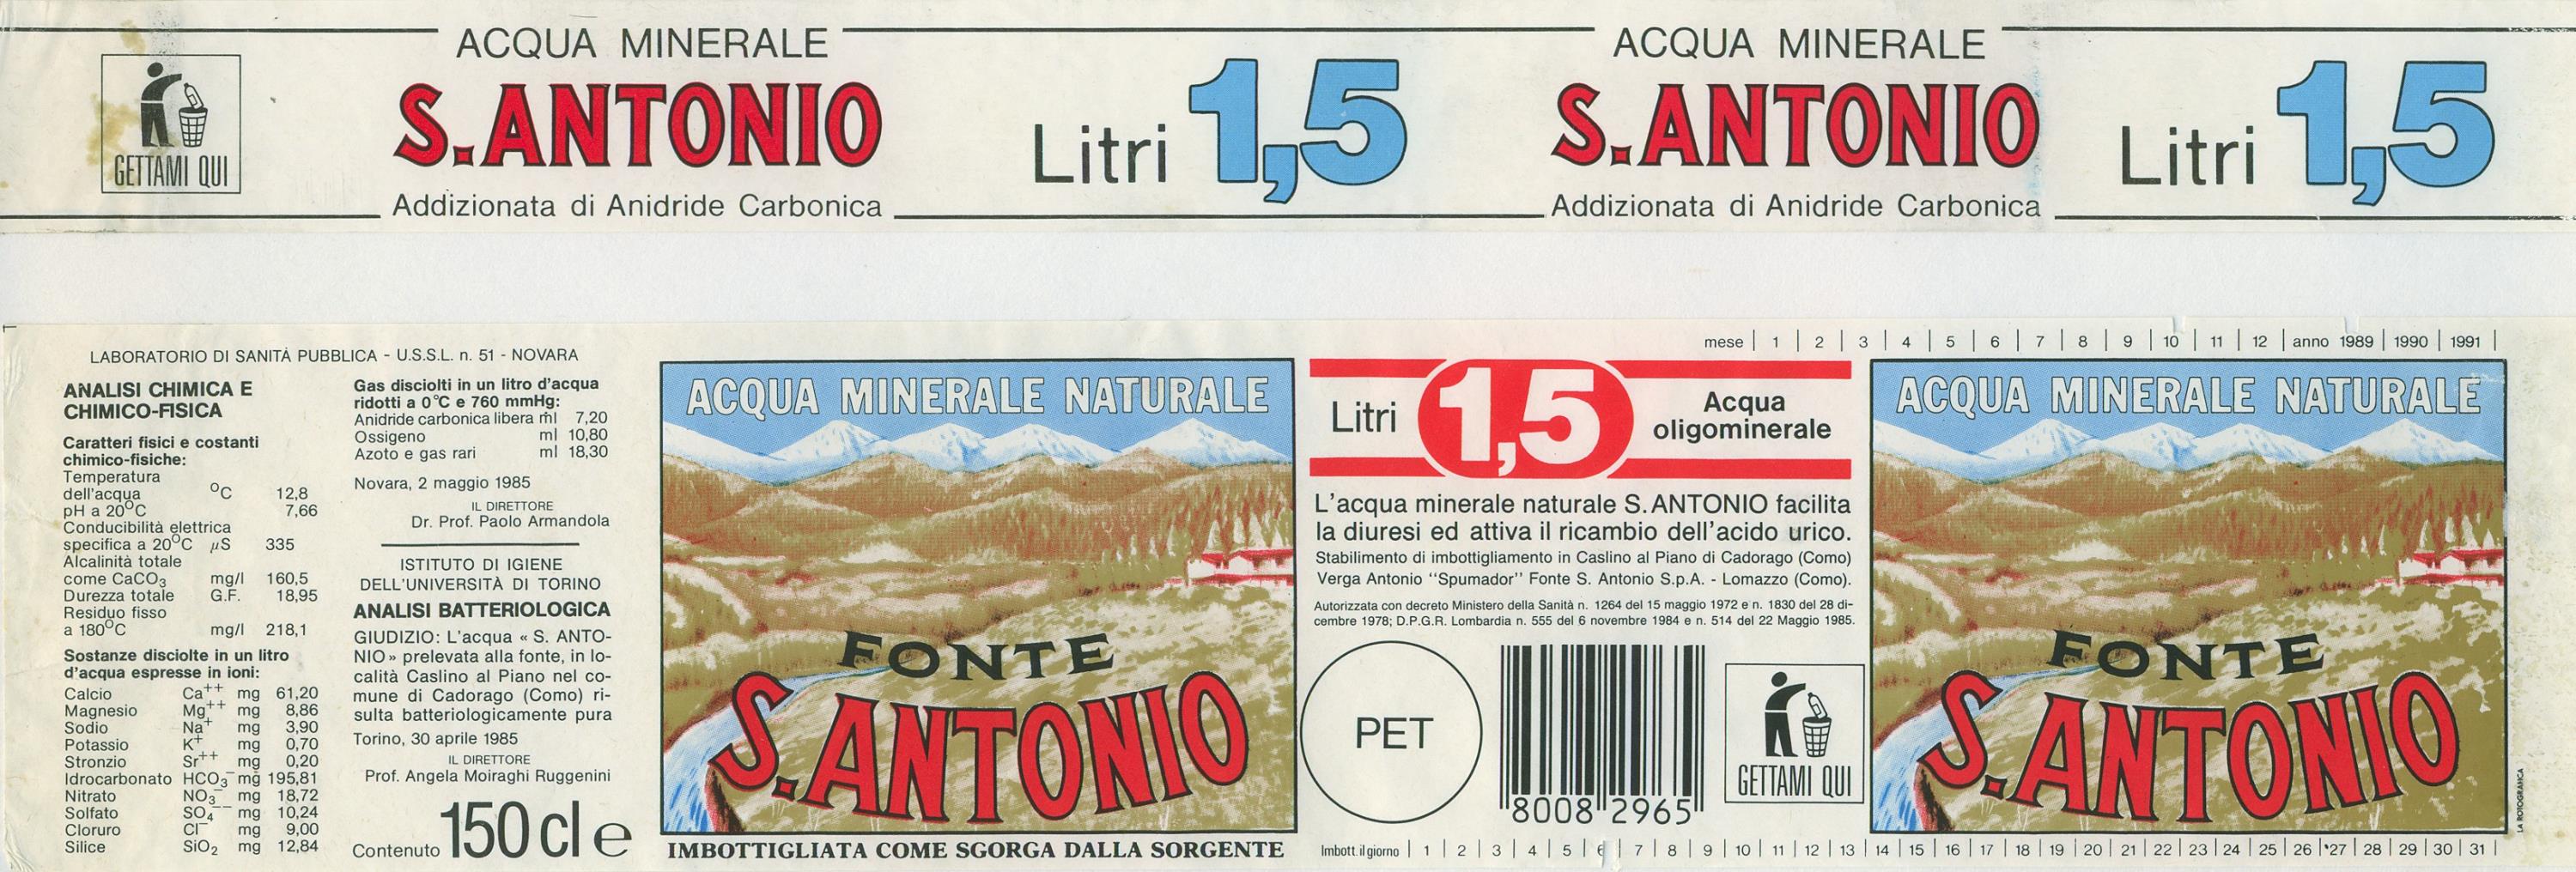 ACQUA MINERALE
S.ANTONIO
Addizionata di Anidride Carbonica
GETTAMI QUI
Litri 1,5
ACQUA MINERALE
S.ANTONIO
Addizionata di Anidride Carbonica
Litri 1,5
LABORATORIO DI SANITÀ PUBBLICA - U.S.S.L. n. 51 - NOVARA
ANALISI CHIMICA E
CHIMICO-FISICA
Caratteri fisici e costanti
chimico-fisiche:
Temperatura
dell'acqua °C 12,8
pH a 20°C 7,66
Conducibilità elettrica
specifica a 20°C µS 335
Alcalinità totale
come CaCO₃ mg/l 160,5
Durezza totale G.F. 18,95
Residuo fisso
a 180°C mg/l 218,1
Sostanze disciolte in un litro
d'acqua espresse in ioni:
Calcio Ca⁺⁺ mg 61,20
Magnesio Mg⁺⁺ mg 8,86
Sodio Na⁺ mg 3,90
Potassio K⁺ mg 0,70
Stronzio Sr⁺⁺ mg 0,20
Idrocarbonato HCO₃⁻ mg 195,81
Nitrato NO₃⁻ mg 18,72
Solfato SO₄⁻⁻ mg 10,24
Cloruro Cl⁻ mg 9,00
Silice SiO₂ mg 12,84
Gas disciolti in un litro d'acqua
ridotti a 0°C e 760 mmHg:
Anidride carbonica libera ml 7,20
Ossigeno ml 10,80
Azoto e gas rari ml 18,30
Novara, 2 maggio 1985
IL DIRETTORE
Dr. Prof. Paolo Armandola
ISTITUTO DI IGIENE
DELL'UNIVERSITÀ DI TORINO
ANALISI BATTERIOLOGICA
GIUDIZIO: L'acqua « S. ANTO-
NIO » prelevata alla fonte, in lo-
calità Caslino al Piano nel co-
mune di Cadorago (Como) ri-
sulta batteriologicamente pura
Torino, 30 aprile 1985
IL DIRETTORE
Prof. Angela Moiraghi Ruggenini
Contenuto 150 cl e
ACQUA MINERALE NATURALE
FONTE
S.ANTONIO
IMBOTTIGLIATA COME SGORGA DALLA SORGENTE
mese | 1 | 2 | 3 | 4 | 5 | 6 | 7 | 8 | 9 | 10 | 11 | 12 | anno 1989 | 1990 | 1991 |
Litri 1,5
Acqua
oligominerale
L'acqua minerale naturale S.ANTONIO facilita
la diuresi ed attiva il ricambio dell'acido urico.
Stabilimento di imbottigliamento in Caslino al Piano di Cadorago (Como)
Verga Antonio "Spumador" Fonte S. Antonio S.p.A. - Lomazzo (Como).
Autorizzata con decreto Ministero della Sanità n. 1264 del 15 maggio 1972 e n. 1830 del 28 di-
cembre 1978; D.P.G.R. Lombardia n. 555 del 6 novembre 1984 e n. 514 del 22 Maggio 1985.
PET
80082965
GETTAMI QUI
Imbott. il giorno | 1 | 2 | 3 | 4 | 5 | 6 | 7 | 8 | 9 | 10 | 11 | 12 | 13 | 14 | 15 | 16 | 17 | 18 | 19 | 20 | 21 | 22 | 23 | 24 | 25 | 26 | 27 | 28 | 29 | 30 | 31 |
ACQUA MINERALE NATURALE
FONTE
S.ANTONIO
LA ROTOGRAFICA